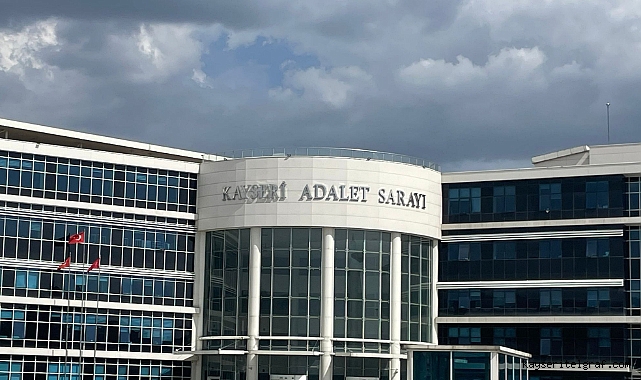 KAYSERİ ADALET SARAYI
kayseritelgraf.com